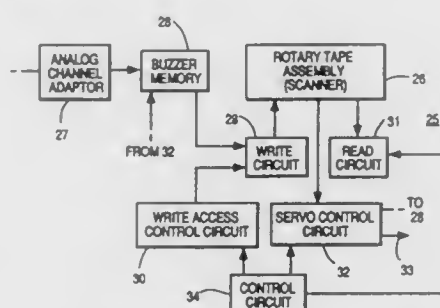 28
ANALOG
CHANNEL
ADAPTOR
27
BUZZER
MEMORY
FROM 32
ROTARY TAPE
ASSEMBLY
(SCANNER)
26
28
WRITE
CIRCUIT
31
READ
CIRCUIT
25
WRITE ACCESS
CONTROL CIRCUIT
30
SERVO CONTROL
CIRCUIT
32
TO
28
33
34
CONTROL
CIRCUIT